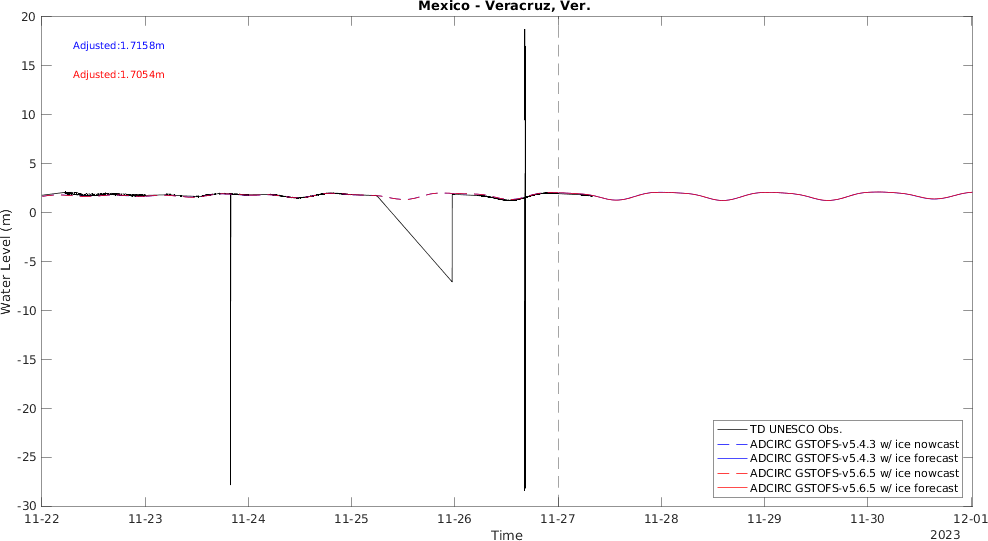 Mexico - Veracruz, Ver.
20
15
10
5
0
-5
-10
-15
-20
-25
-30
Water Level (m)
Adjusted:1.7158m
Adjusted:1.7054m
TD UNESCO Obs.
ADCIRC GSTOFS-v5.4.3 w/ ice nowcast
ADCIRC GSTOFS-v5.4.3 w/ ice forecast
ADCIRC GSTOFS-v5.6.5 w/ ice nowcast
ADCIRC GSTOFS-v5.6.5 w/ ice forecast
11-22 11-23 11-24 11-25 11-26 11-27 11-28 11-29 11-30 12-01
Time
2023